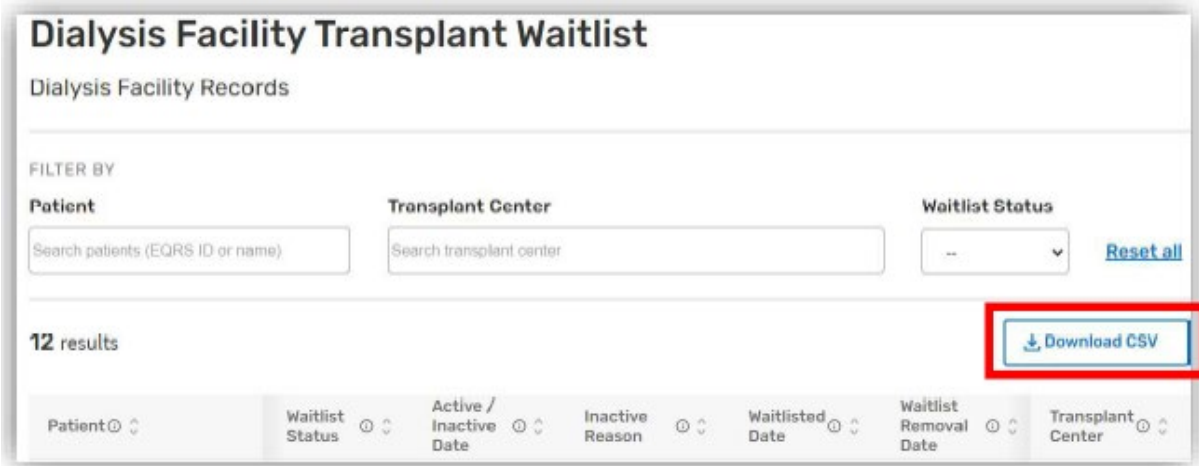 Dialysis Facility Transplant Waitlist
Dialysis Facility Records
FILTER BY
Patient Transplant Center Waitlist Status
Search patients (EQRS ID or name) Search transplant center -- Reset all
12 results Download CSV
Patient Waitlist Status Active / Inactive Date Inactive Reason Waitlisted Date Waitlist Removal Date Transplant Center